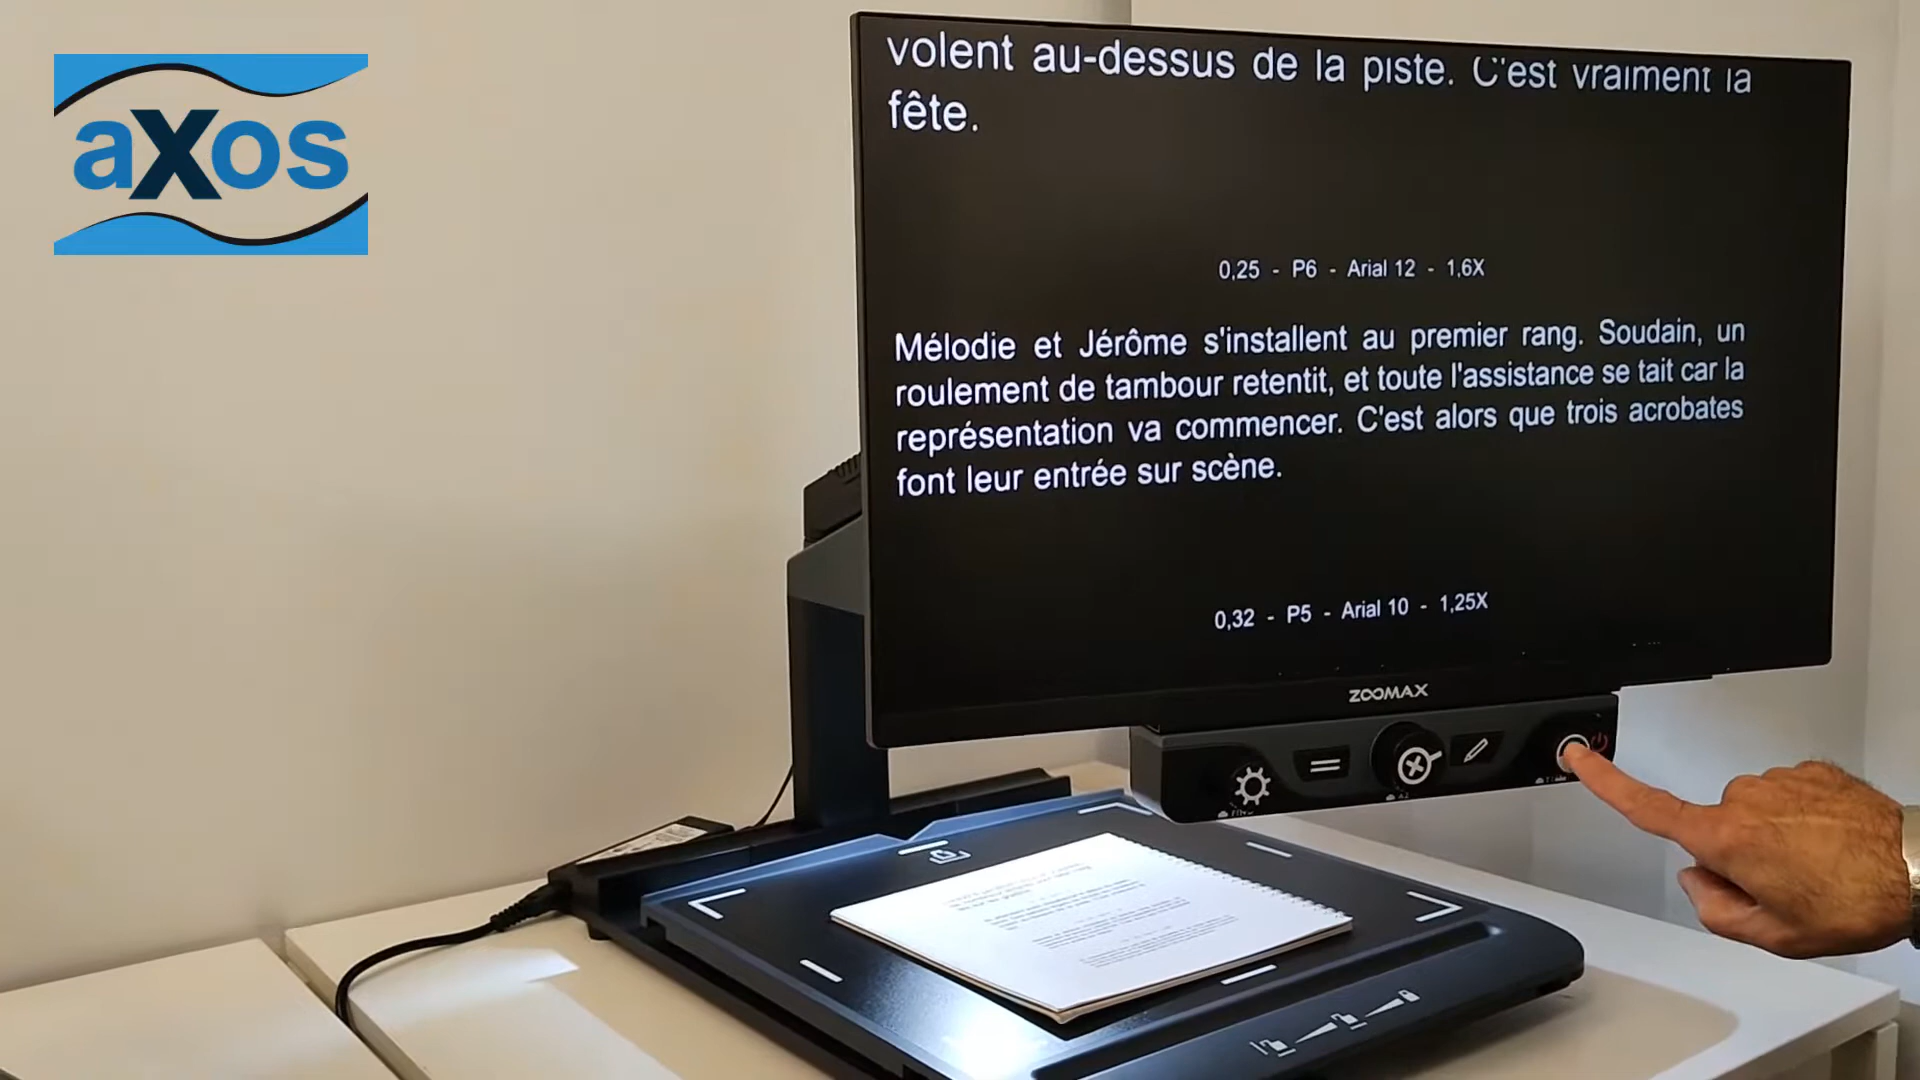 aXos
volent au-dessus de la piste. C'est vraiment la
fête.
0,25 - P6 - Arial 12 - 1,6X
Mélodie et Jérôme s'installent au premier rang. Soudain, un
roulement de tambour retentit, et toute l'assistance se tait car la
représentation va commencer. C'est alors que trois acrobates
font leur entrée sur scène.
0,32 - P5 - Arial 10 - 1,25X
ZOOMAX